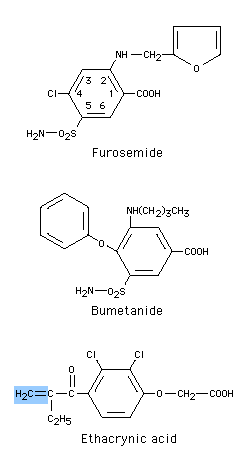 NH—CH₂
O
3 2
Cl 4 1 COOH
5 6
H₂N—O₂S
Furosemide
NH(CH₂)₃CH₃
O
COOH
H₂N—O₂S
Bumetanide
Cl Cl
O
H₂C= O—CH₂—COOH
C₂H₅
Ethacrynic acid